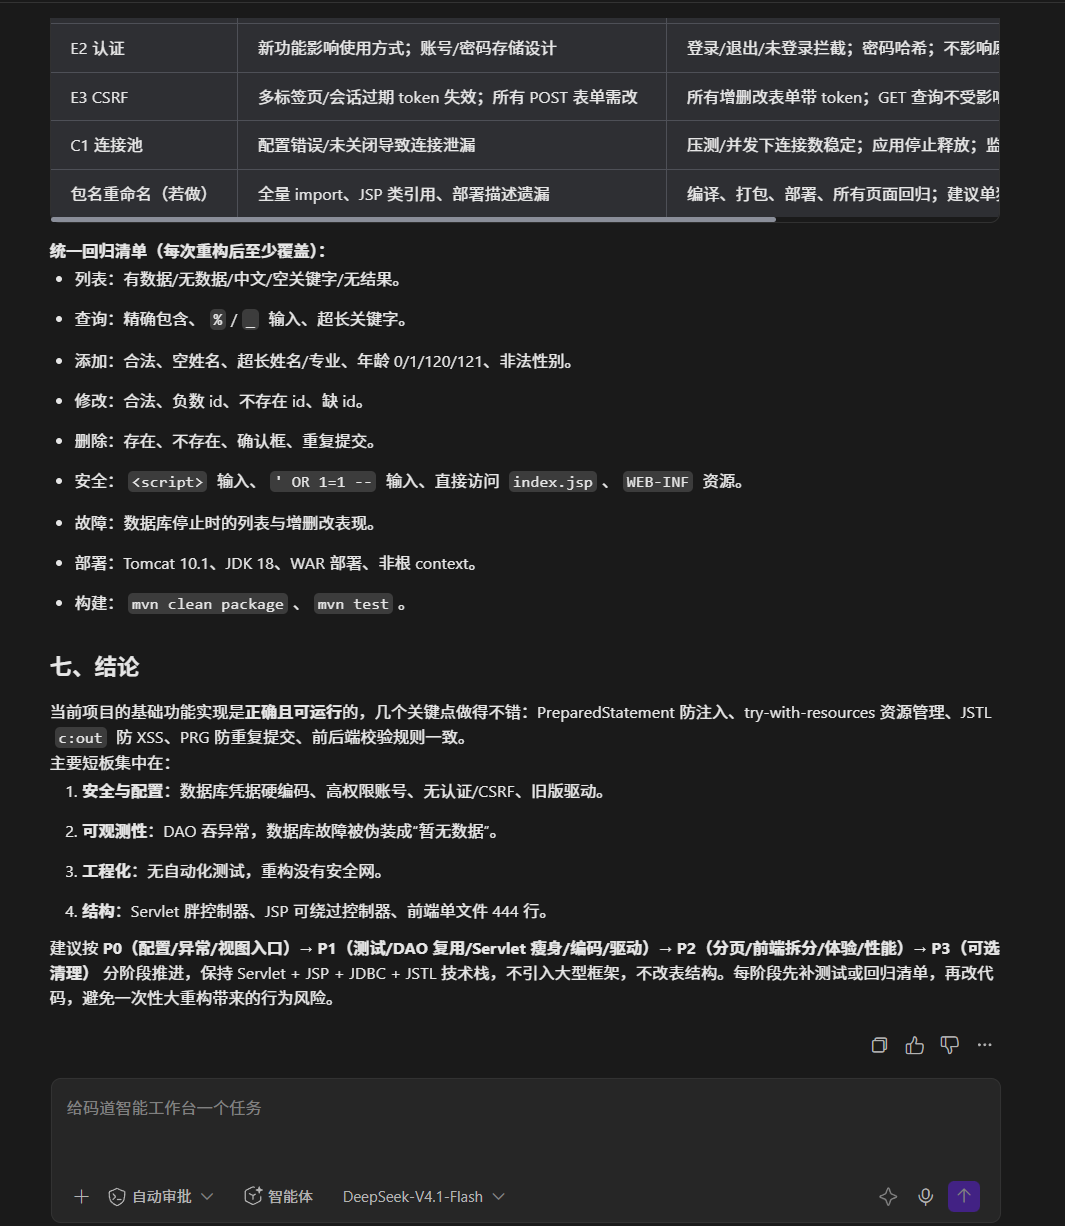 E2 认证 新功能影响使用方式；账号/密码存储设计 登录/退出/未登录拦截；密码哈希；不影响
E3 CSRF 多标签页/会话过期 token 失效；所有 POST 表单需改 所有增删改表单带 token；GET 查询不受影
C1 连接池 配置错误/未关闭导致连接泄漏 压测/并发下连接数稳定；应用停止释放；
包名重命名（若做） 全量 import、JSP 类引用、部署描述遗漏 编译、打包、部署、所有页面回归；建议
统一回归清单（每次重构后至少覆盖）：
• 列表：有数据/无数据/中文/空关键字/无结果。
• 查询：精确包含、 % / _ 输入、超长关键字。
• 添加：合法、空姓名、超长姓名/专业、年龄 0/1/120/121、非法性别。
• 修改：合法、负数 id、不存在 id、缺 id。
• 删除：存在、不存在、确认框、重复提交。
• 安全： <script> 输入、 ' OR 1=1 -- 输入、直接访问 index.jsp 、 WEB-INF 资源。
• 故障：数据库停止时的列表与增删改表现。
• 部署：Tomcat 10.1、JDK 18、WAR 部署、非根 context。
• 构建： mvn clean package 、 mvn test 。
七、结论
当前项目的基础功能实现是正确且可运行的，几个关键点做得不错：PreparedStatement 防注入、try-with-resources 资源管理、JSTL
c:out 防 XSS、PRG 防重复提交、前后端校验规则一致。
主要短板集中在：
1. 安全与配置：数据库凭据硬编码、高权限账号、无认证/CSRF、旧版驱动。
2. 可观测性：DAO 吞异常，数据库故障被伪装成“暂无数据”。
3. 工程化：无自动化测试，重构没有安全网。
4. 结构：Servlet 胖控制器、JSP 可绕过控制器、前端单文件 444 行。
建议按 P0（配置/异常/视图入口）→ P1（测试/DAO 复用/Servlet 瘦身/编码/驱动）→ P2（分页/前端拆分/体验/性能）→ P3（可选
清理） 分阶段推进，保持 Servlet + JSP + JDBC + JSTL 技术栈，不引入大型框架，不改表结构。每阶段先补测试或回归清单，再改代
码，避免一次性大重构带来的行为风险。
给码道智能工作台一个任务
自动审批 智能体 DeepSeek-V4.1-Flash